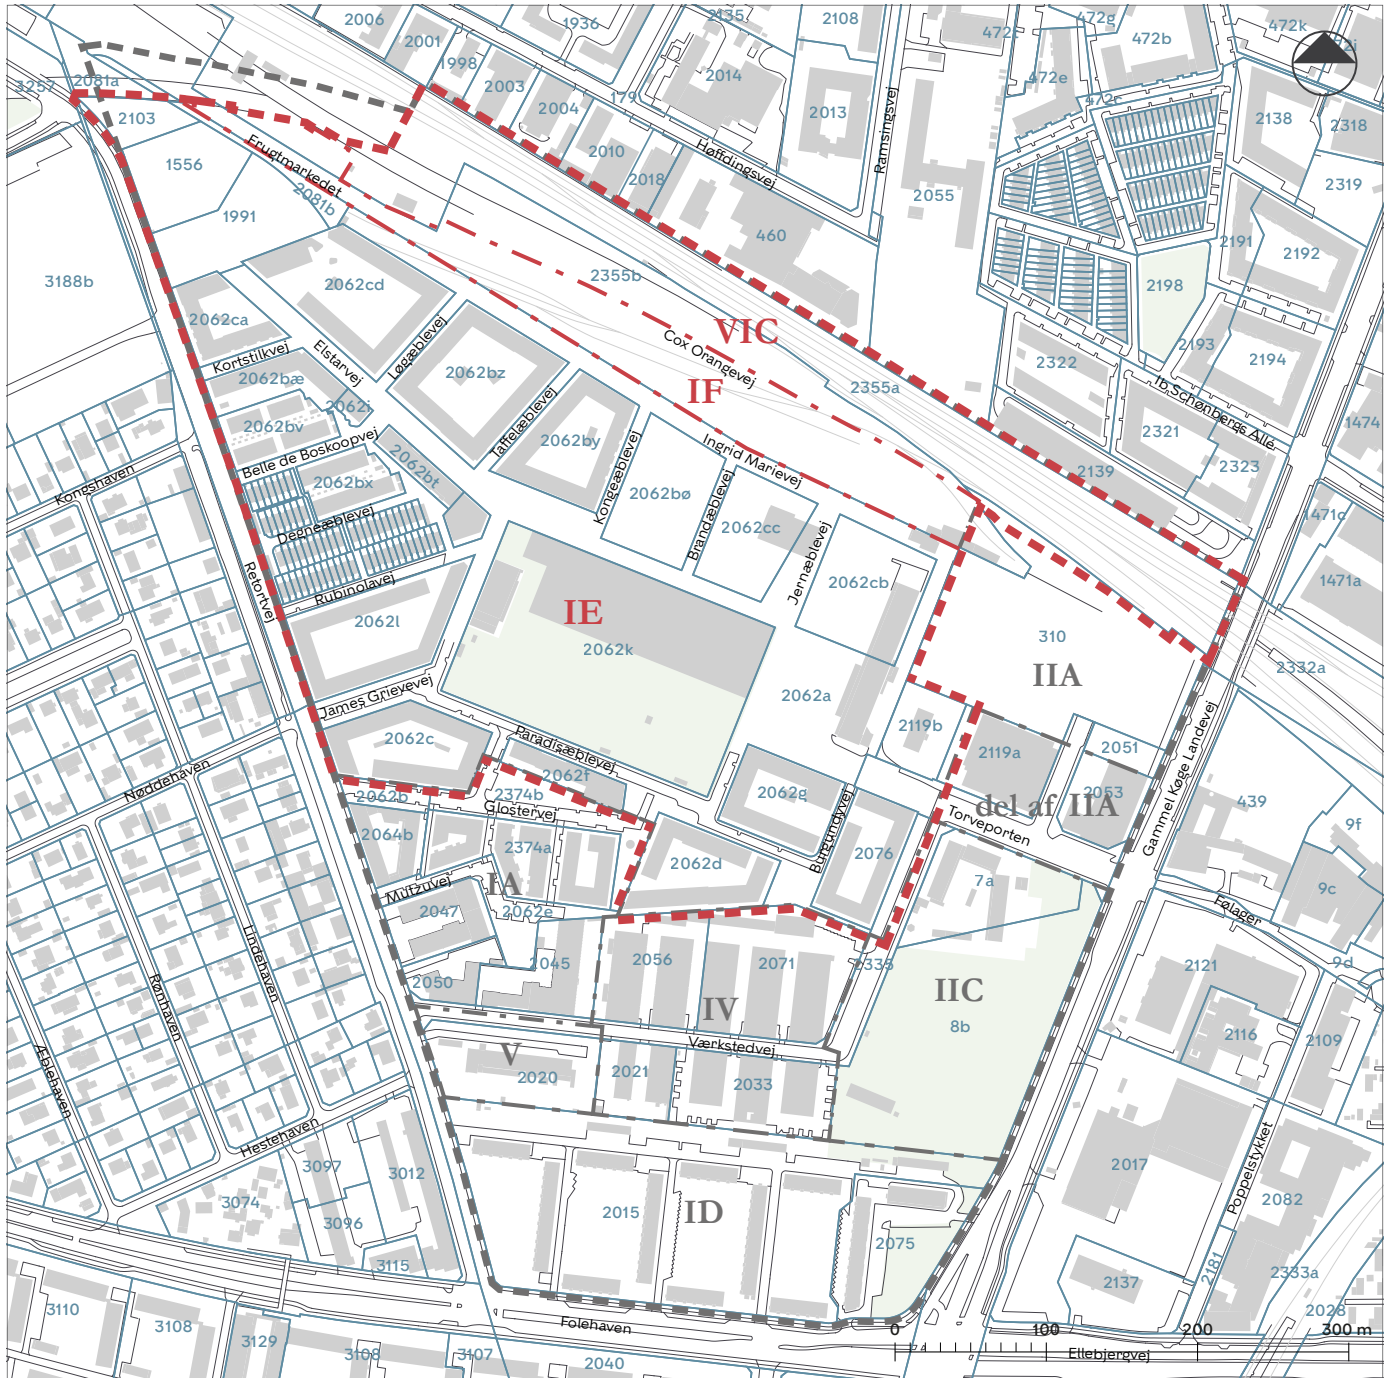 2006
2001
1936
2135
2108
472f
472g
472b
472k
1998
2003
2014
472e
472c
3257
2081a
2103
2004
179
2013
2138
2318
1556
Frugtmarkedet
2081b
2010
2018
Høffdingsvej
Ramsingsvej
2055
2319
1991
460
2191
2192
3188b
2062cd
2355b
2198
2062ca
Kortstilkvej
Elstarvej
Løgæblevej
VIC
Cox Orangevej
2355a
2322
2193
2194
2062bæ
2062j
2062bz
IF
Ib Schønbergs Allé
2062bv
Belle de Boskoopvej
Taffelæblevej
2062by
Ingrid Marievej
2321
1474
Kongshaven
2062bx
2062bt
Kongeæblevej
2062bø
Brandæblevej
2062cc
2139
2323
Degneæblevej
Jernæblevej
1471c
Retortvej
Rubinolavej
2062cb
1471a
2062l
IE
2062k
310
IIA
2332a
James Grievevej
2062a
2119b
2062c
Paradisæblevej
2119a
2051
Gammel Køge Landevej
Nøddehaven
2062b
2062f
2374b
Glostervej
2062g
Burgundyvej
2053
del af IIA
Torveporten
439
9f
2064b
2374a
2062d
2076
7a
Mutzuvej
IA
2062e
2047
9c
Følager
Lindehaven
2050
2045
2056
2071
2335
IIC
8b
2121
9d
Rønhaven
IV
V
Værkstedvej
2116
2109
Æblehaven
2020
2021
2033
Hestehaven
3097
3012
2017
Poppelstykket
3074
3096
2015
ID
2082
3115
2075
2137
2181
2333a
3110
3108
3129
3108
3107
Folehaven
2040
0
100
200
300 m
2028
Ellebjergvej